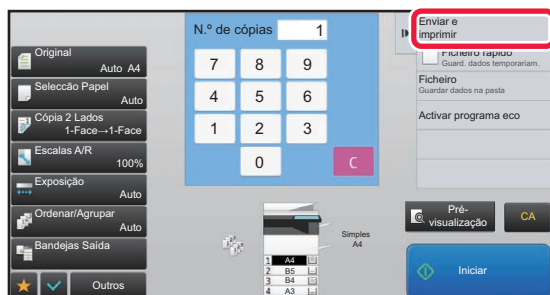 Original
Auto A4
Selecção Papel
Auto
Cópia 2 Lados
1-Face→1-Face
Escalas A/R
100%
Exposição
Auto
Ordenar/Agrupar
Auto
Bandejas Saída
Outros
N.º de cópias 1
7 8 9
4 5 6
1 2 3
0 C
Simples
A4
1 A4
2 B5
3 B4
4 A3
Enviar e
imprimir
Ficheiro rápido
Guard. dados temporariam.
Ficheiro
Guardar dados na pasta
Activar programa eco
Pré-
visualização
CA
Iniciar